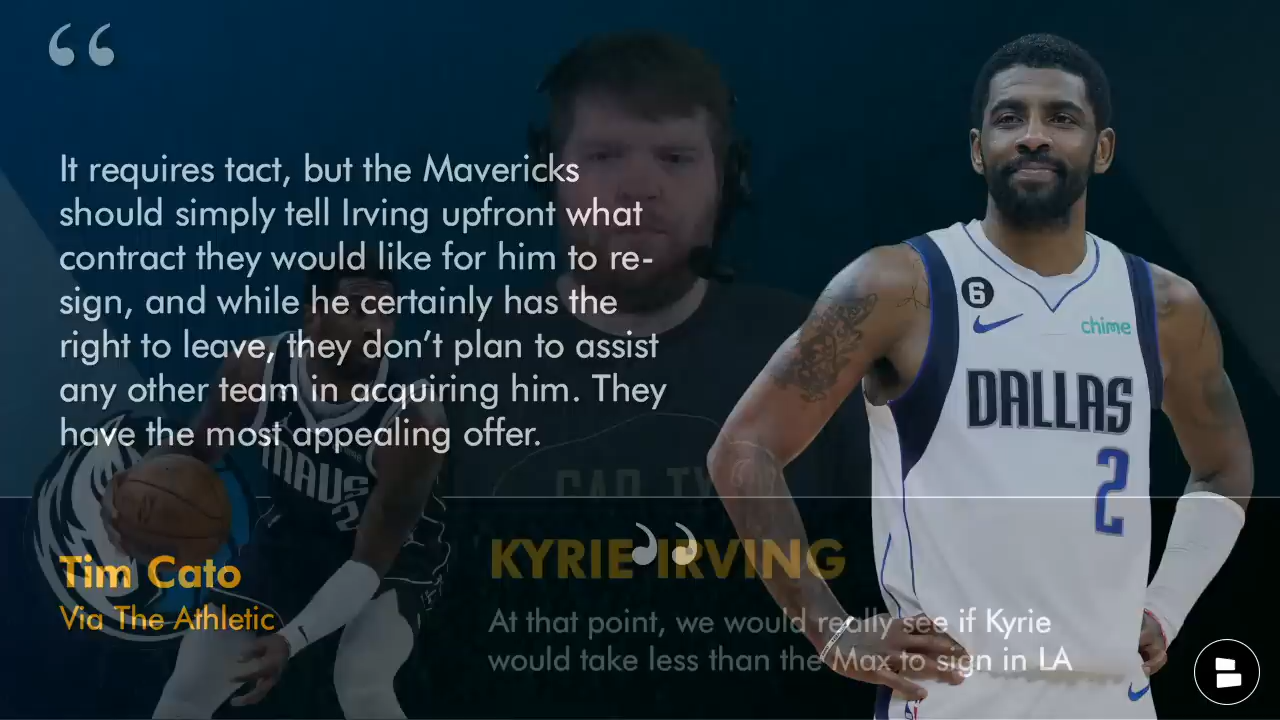 It requires tact, but the Mavericks
should simply tell Irving upfront what
contract they would like for him to re-
sign, and while he certainly has the
right to leave, they don’t plan to assist
any other team in acquiring him. They
have the most appealing offer.
Tim Cato
Via The Athletic
KYRIE IRVING
At that point, we would really see if Kyrie
would take less than the Max to sign in LA
6
chime
DALLAS
2
MAVS
2